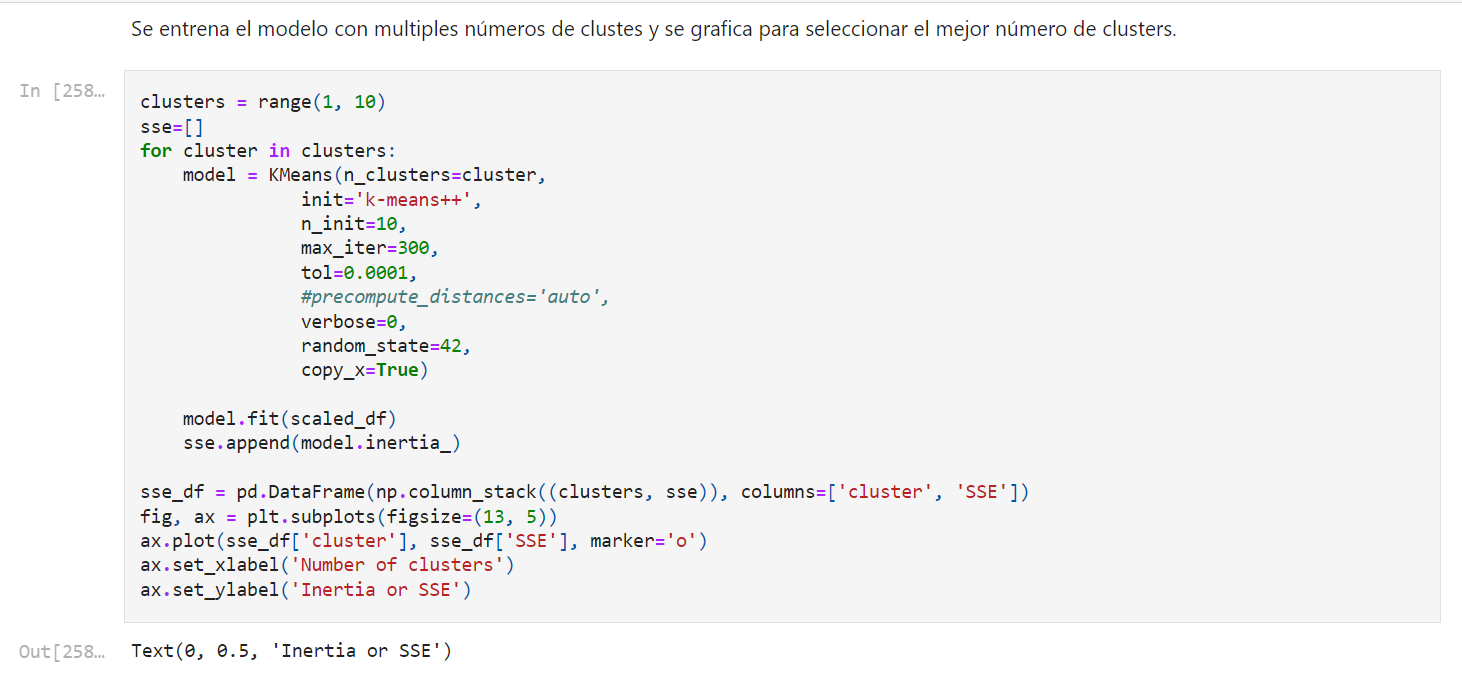 Se entrena el modelo con multiples números de clustes y se grafica para seleccionar el mejor número de clusters.
In [258…
clusters = range(1, 10)
sse=[]
for cluster in clusters:
    model = KMeans(n_clusters=cluster,
               init='k-means++',
               n_init=10,
               max_iter=300,
               tol=0.0001,
               #precompute_distances='auto',
               verbose=0,
               random_state=42,
               copy_x=True)
    model.fit(scaled_df)
    sse.append(model.inertia_)
sse_df = pd.DataFrame(np.column_stack((clusters, sse)), columns=['cluster', 'SSE'])
fig, ax = plt.subplots(figsize=(13, 5))
ax.plot(sse_df['cluster'], sse_df['SSE'], marker='o')
ax.set_xlabel('Number of clusters')
ax.set_ylabel('Inertia or SSE')
Out[258… Text(0, 0.5, 'Inertia or SSE')